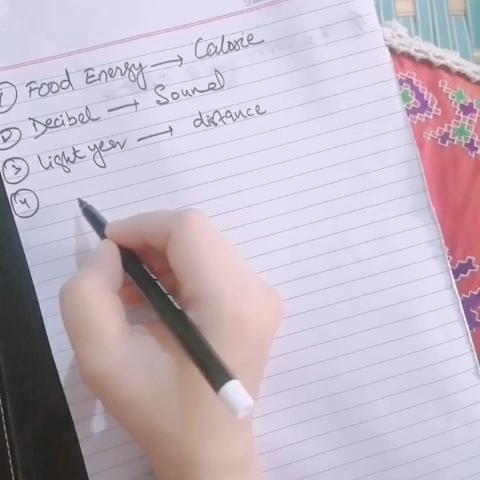 ① Food Energy → Calorie
② Decibel → Sound
③ light year → distance
④